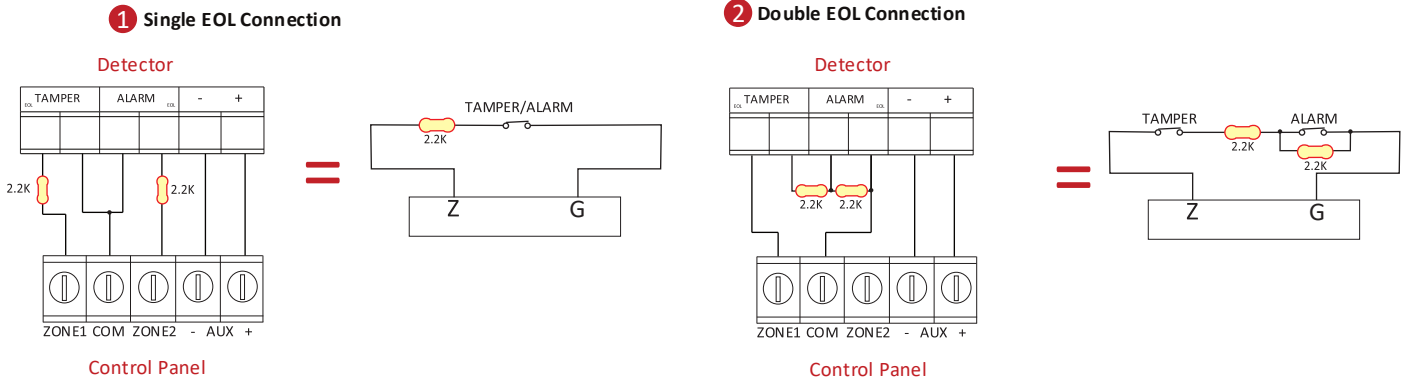 1 Single EOL Connection
Detector
EOL TAMPER ALARM EOL - +
2.2K 2.2K
ZONE1 COM ZONE2 - AUX +
Control Panel
=
TAMPER/ALARM
2.2K
Z G
2 Double EOL Connection
Detector
EOL TAMPER ALARM EOL - +
2.2K 2.2K
ZONE1 COM ZONE2 - AUX +
Control Panel
=
TAMPER ALARM
2.2K
2.2K
Z G